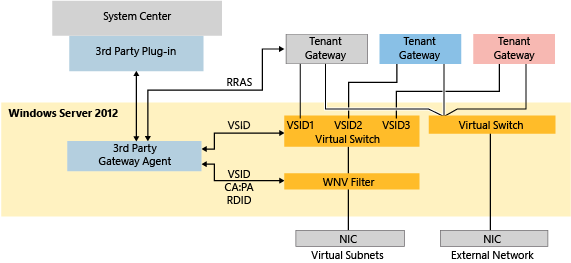 System Center
3rd Party Plug-in
Tenant
Gateway
Tenant
Gateway
Tenant
Gateway
RRAS
Windows Server 2012
VSID
VSID1
VSID2
VSID3
Virtual Switch
Virtual Switch
3rd Party
Gateway Agent
VSID
CA:PA
RDID
WNV Filter
NIC
Virtual Subnets
NIC
External Network